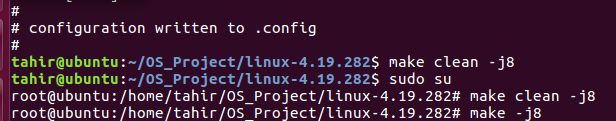 #
# configuration written to .config
#
tahir@ubuntu:~/OS_Project/linux-4.19.282$ make clean -j8
tahir@ubuntu:~/OS_Project/linux-4.19.282$ sudo su
root@ubuntu:/home/tahir/OS_Project/linux-4.19.282# make clean -j8
root@ubuntu:/home/tahir/OS_Project/linux-4.19.282# make -j8